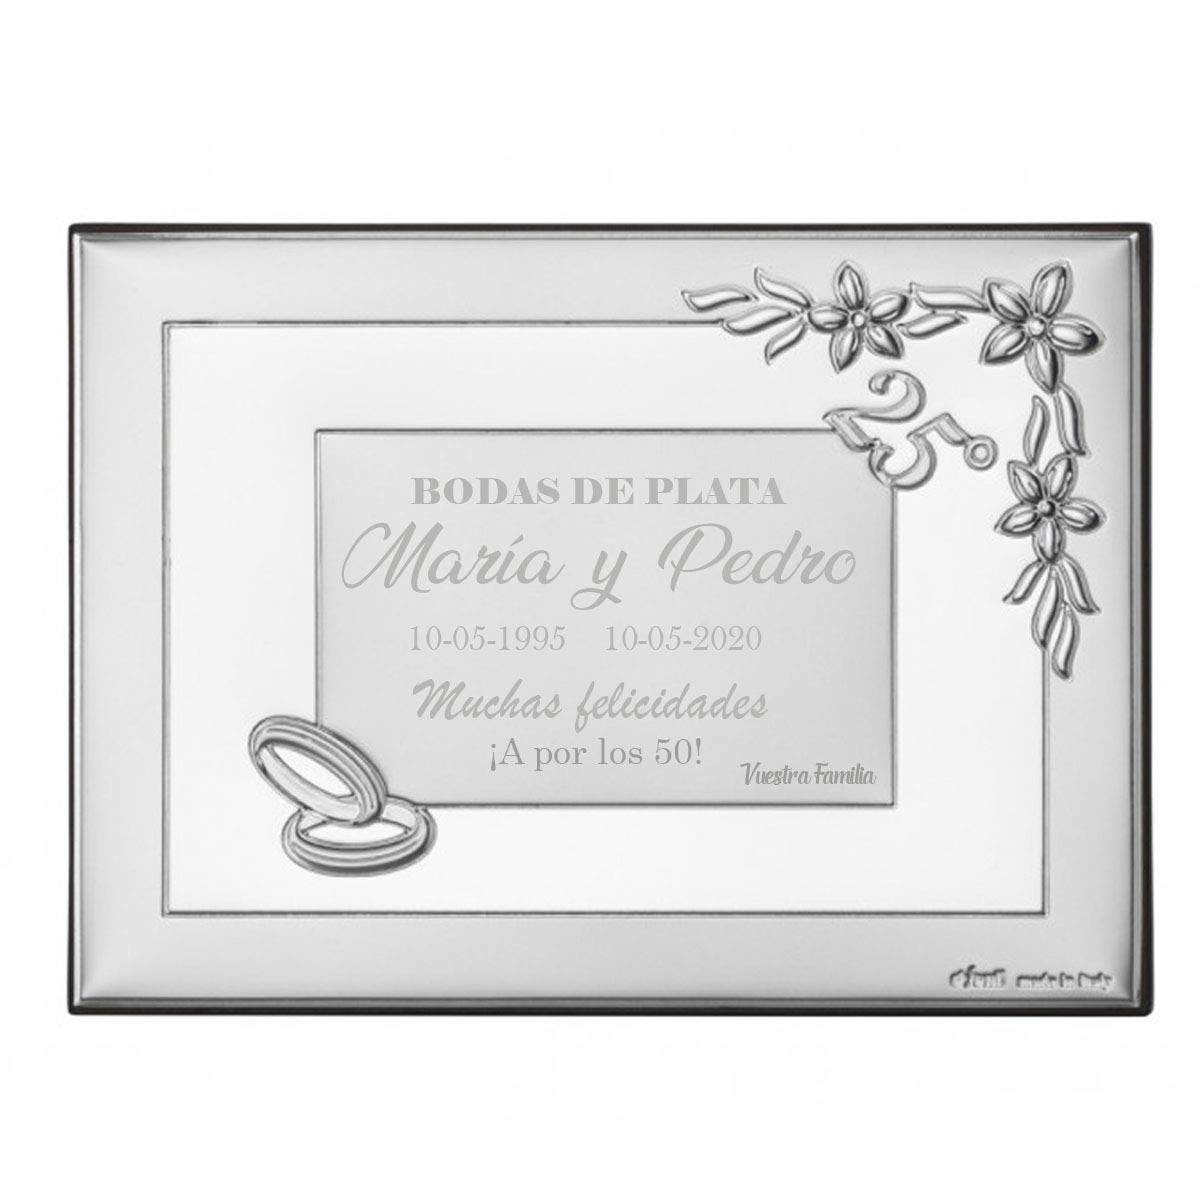 25º
BODAS DE PLATA
María y Pedro
10-05-1995 10-05-2020
Muchas felicidades
¡A por los 50!
Vuestra Familia
made in Italy